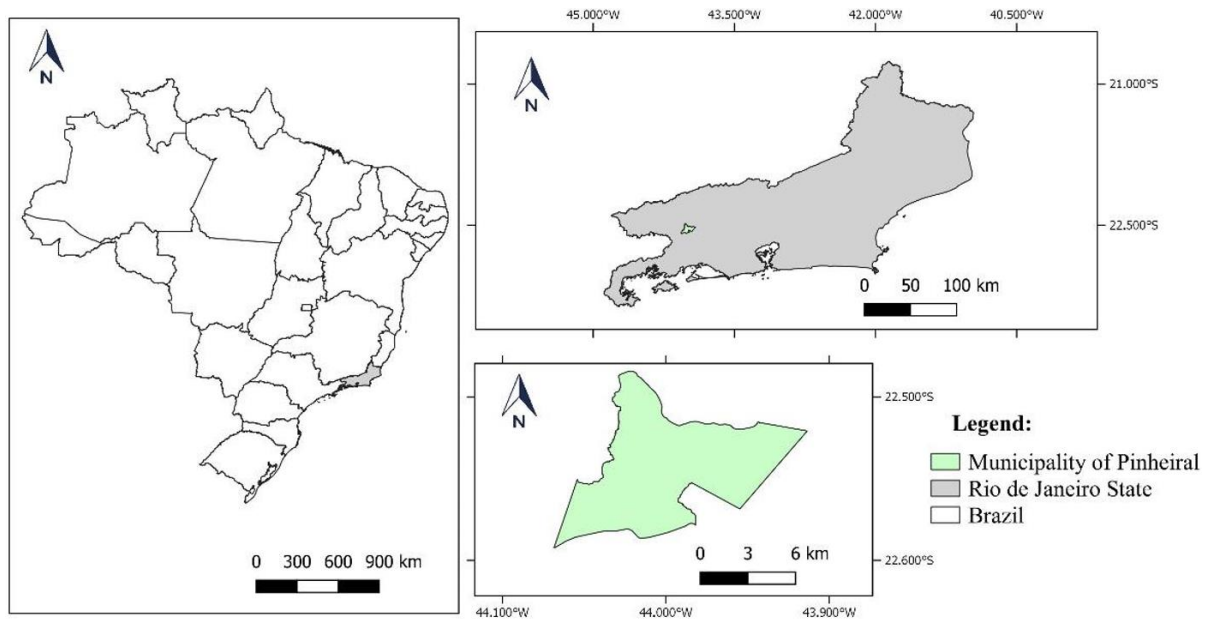 N
0 300 600 900 km
45.000°W 43.500°W 42.000°W 40.500°W
N
21.000°S
22.500°S
0 50 100 km
N
22.500°S
22.600°S
0 3 6 km
44.100°W 44.000°W 43.900°W
Legend:
Municipality of Pinheiral
Rio de Janeiro State
Brazil